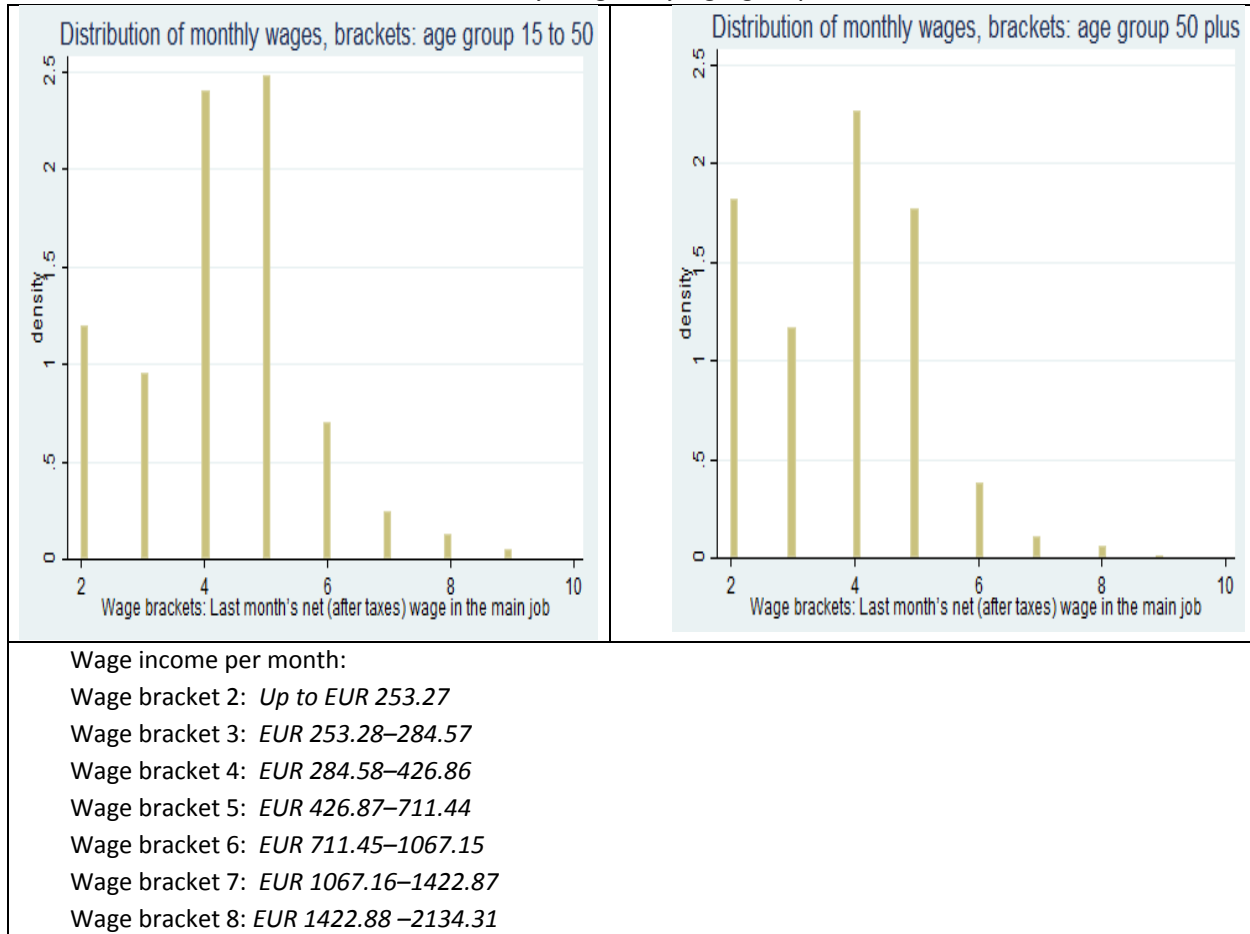 Distribution of monthly wages, brackets: age group 15 to 50
2.5
2
1.5
1
.5
0
density
2 4 6 8 10
Wage brackets: Last month's net (after taxes) wage in the main job
Distribution of monthly wages, brackets: age group 50 plus
2.5
2
1.5
1
.5
0
density
2 4 6 8 10
Wage brackets: Last month's net (after taxes) wage in the main job
Wage income per month:
Wage bracket 2: Up to EUR 253.27
Wage bracket 3: EUR 253.28–284.57
Wage bracket 4: EUR 284.58–426.86
Wage bracket 5: EUR 426.87–711.44
Wage bracket 6: EUR 711.45–1067.15
Wage bracket 7: EUR 1067.16–1422.87
Wage bracket 8: EUR 1422.88 –2134.31